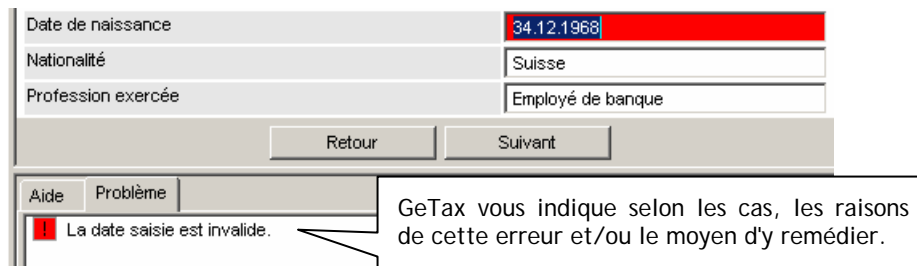 Date de naissance
34.12.1968
Nationalité
Suisse
Profession exercée
Employé de banque
Retour
Suivant
Aide
Problème
! La date saisie est invalide.
GeTax vous indique selon les cas, les raisons
de cette erreur et/ou le moyen d'y remédier.